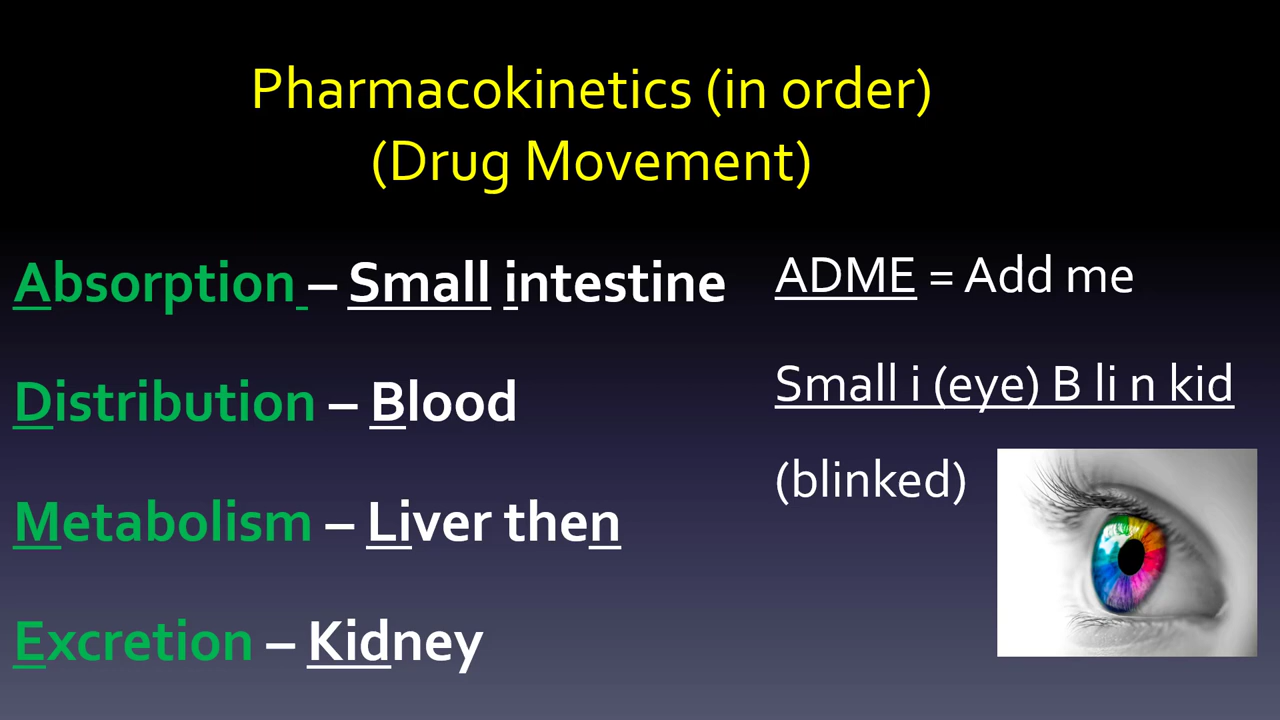 Pharmacokinetics (in order)
(Drug Movement)
Absorption – Small intestine
Distribution – Blood
Metabolism – Liver then
Excretion – Kidney
ADME = Add me
Small i (eye) B li n kid
(blinked)